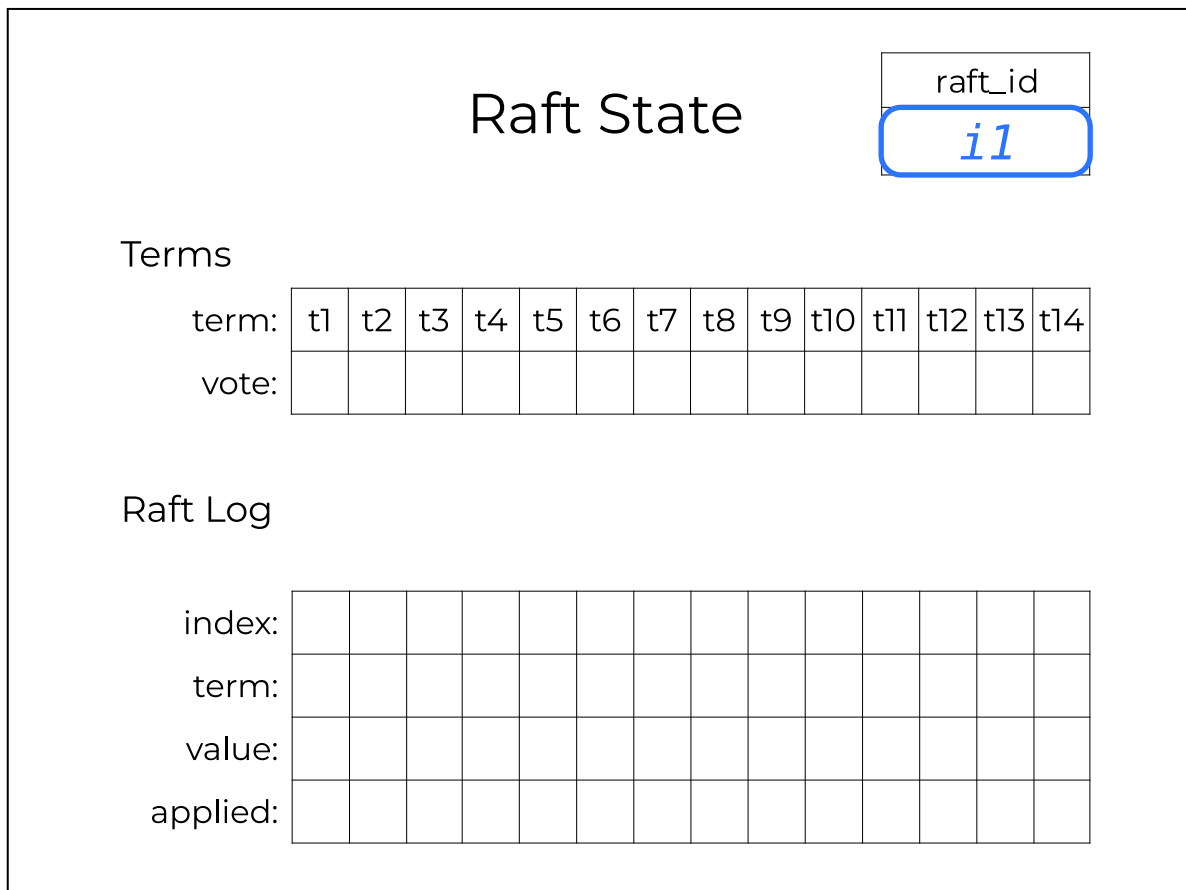 raft_id
Raft State
i1
Terms
term: t1 t2 t3 t4 t5 t6 t7 t8 t9 t10 t11 t12 t13 t14
vote:
Raft Log
index:
term:
value:
applied: